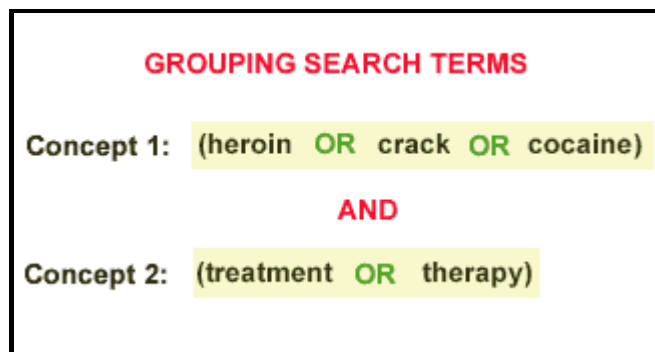 GROUPING SEARCH TERMS
Concept 1: (heroin OR crack OR cocaine)
AND
Concept 2: (treatment OR therapy)